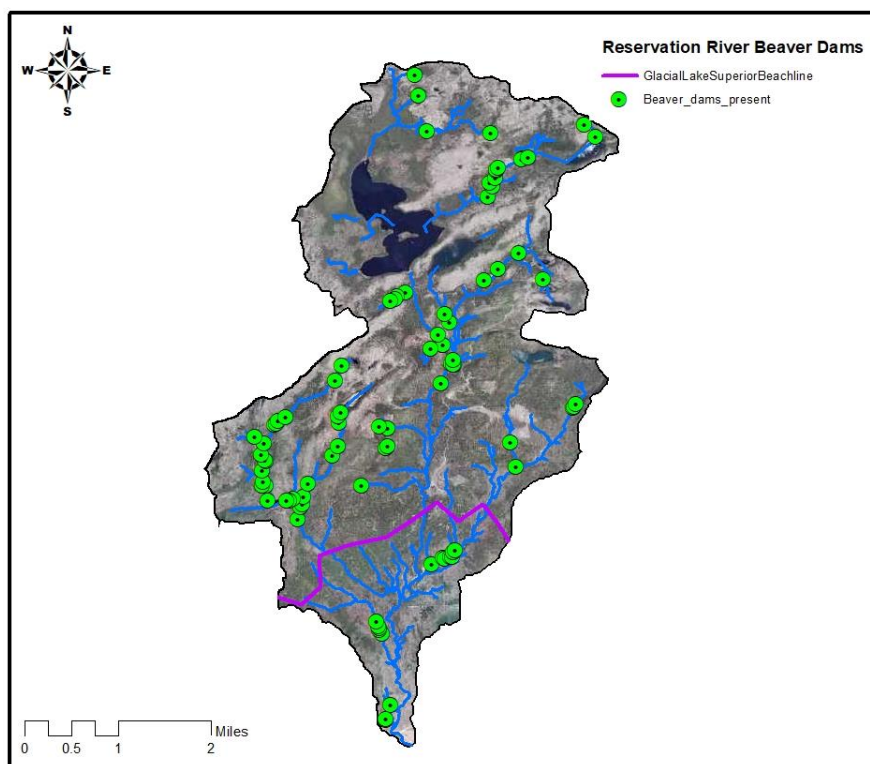 N
W E
S
Reservation River Beaver Dams
GlacialLakeSuperiorBeachline
Beaver_dams_present
Miles
0 0.5 1 2